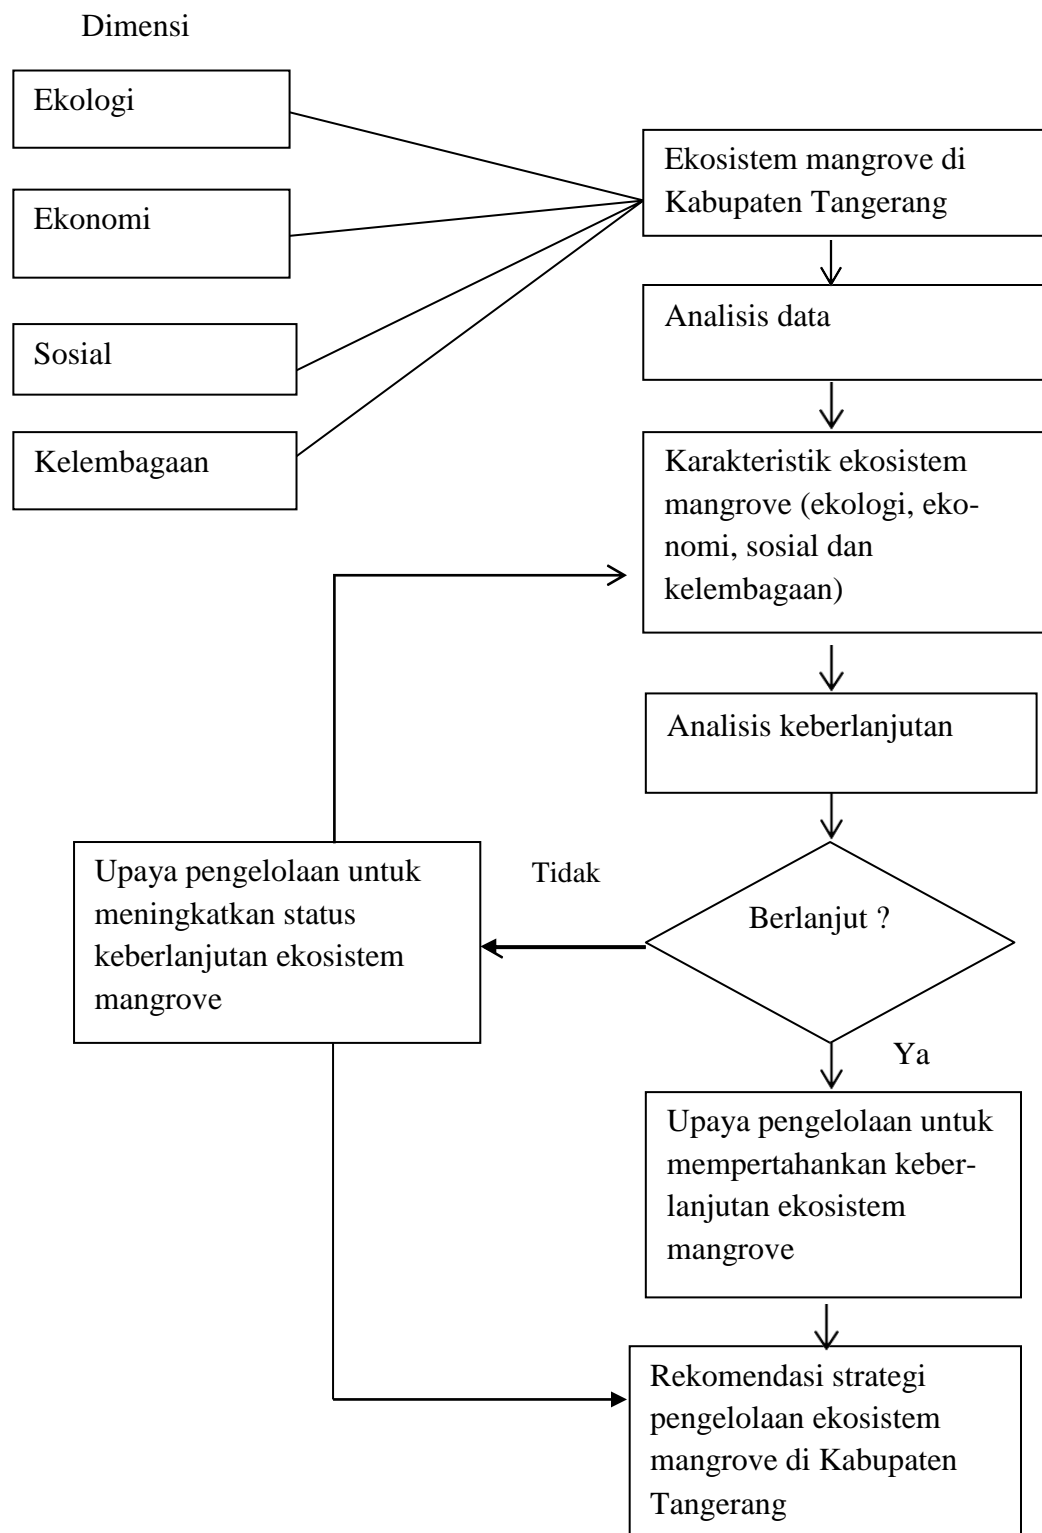 Dimensi
Ekologi
Ekonomi
Sosial
Kelembagaan
Ekosistem mangrove di
Kabupaten Tangerang
Analisis data
Karakteristik ekosistem
mangrove (ekologi, eko-
nomi, sosial dan
kelembagaan)
Analisis keberlanjutan
Berlanjut ?
Tidak
Upaya pengelolaan untuk
meningkatkan status
keberlanjutan ekosistem
mangrove
Ya
Upaya pengelolaan untuk
mempertahankan keber-
lanjutan ekosistem
mangrove
Rekomendasi strategi
pengelolaan ekosistem
mangrove di Kabupaten
Tangerang